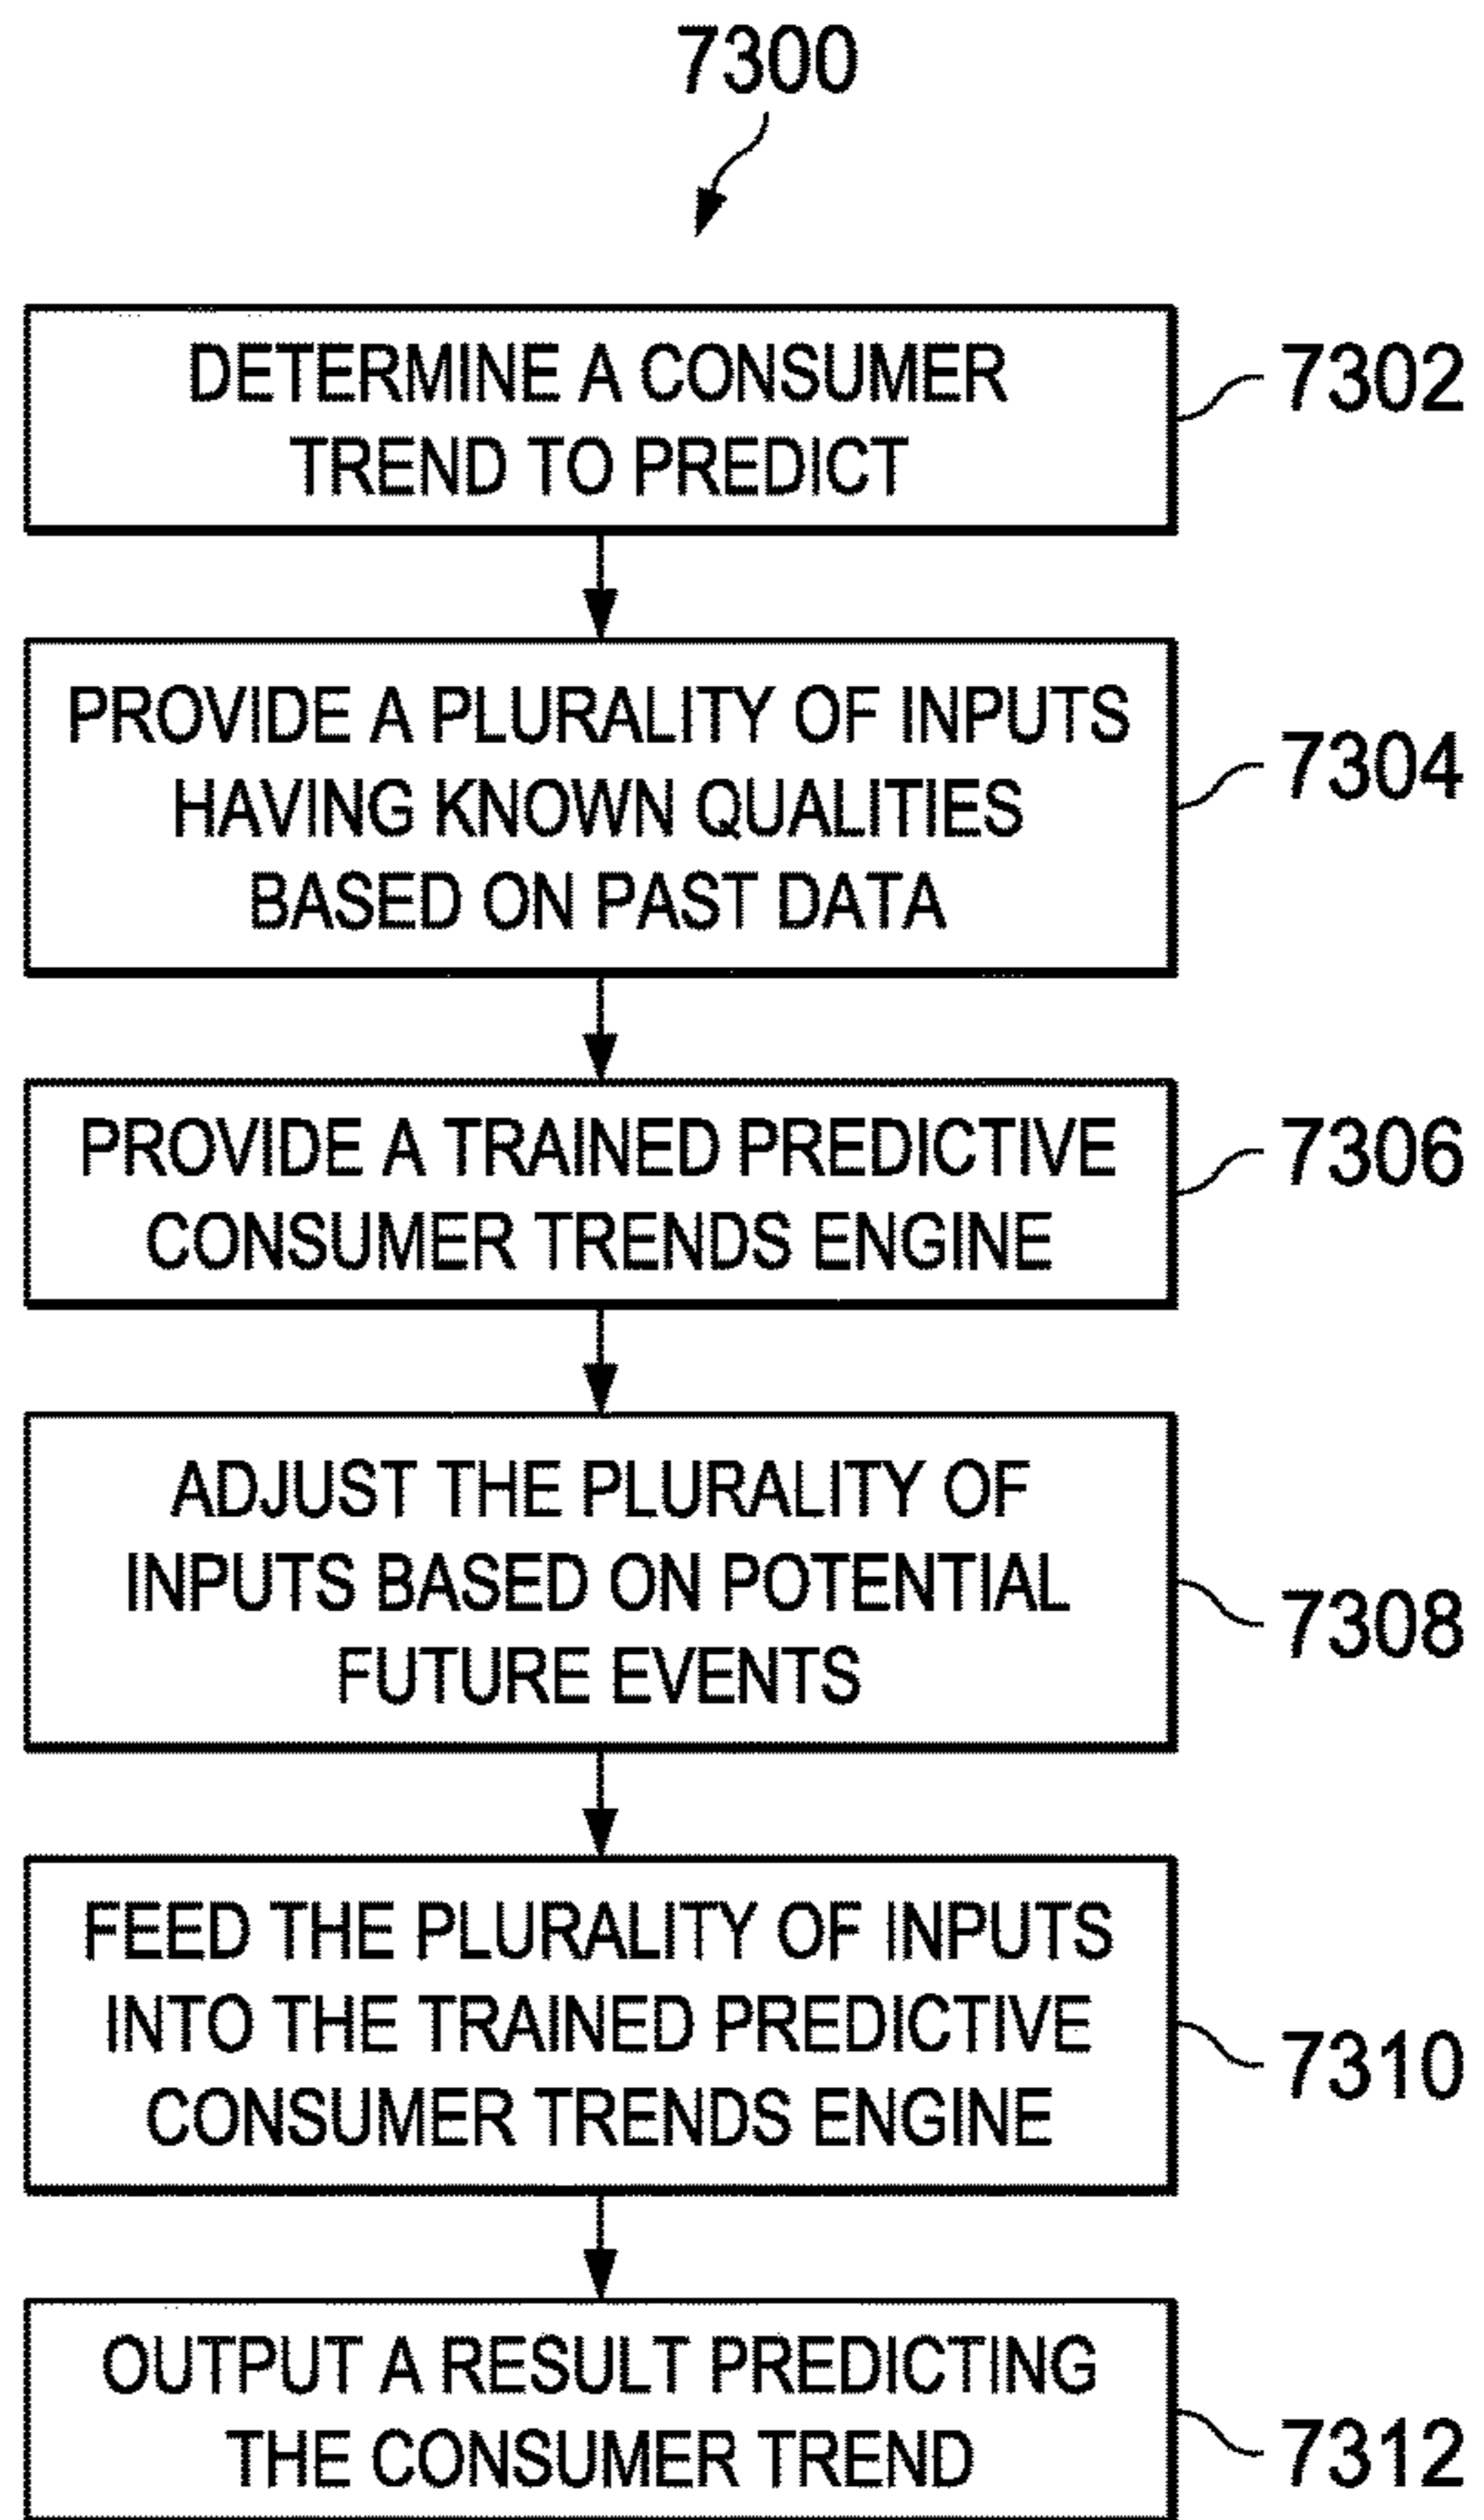 7300
DETERMINE A CONSUMER
TREND TO PREDICT
7302
PROVIDE A PLURALITY OF INPUTS
HAVING KNOWN QUALITIES
BASED ON PAST DATA
7304
PROVIDE A TRAINED PREDICTIVE
CONSUMER TRENDS ENGINE
7306
ADJUST THE PLURALITY OF
INPUTS BASED ON POTENTIAL
FUTURE EVENTS
7308
FEED THE PLURALITY OF INPUTS
INTO THE TRAINED PREDICTIVE
CONSUMER TRENDS ENGINE
7310
OUTPUT A RESULT PREDICTING
THE CONSUMER TREND
7312